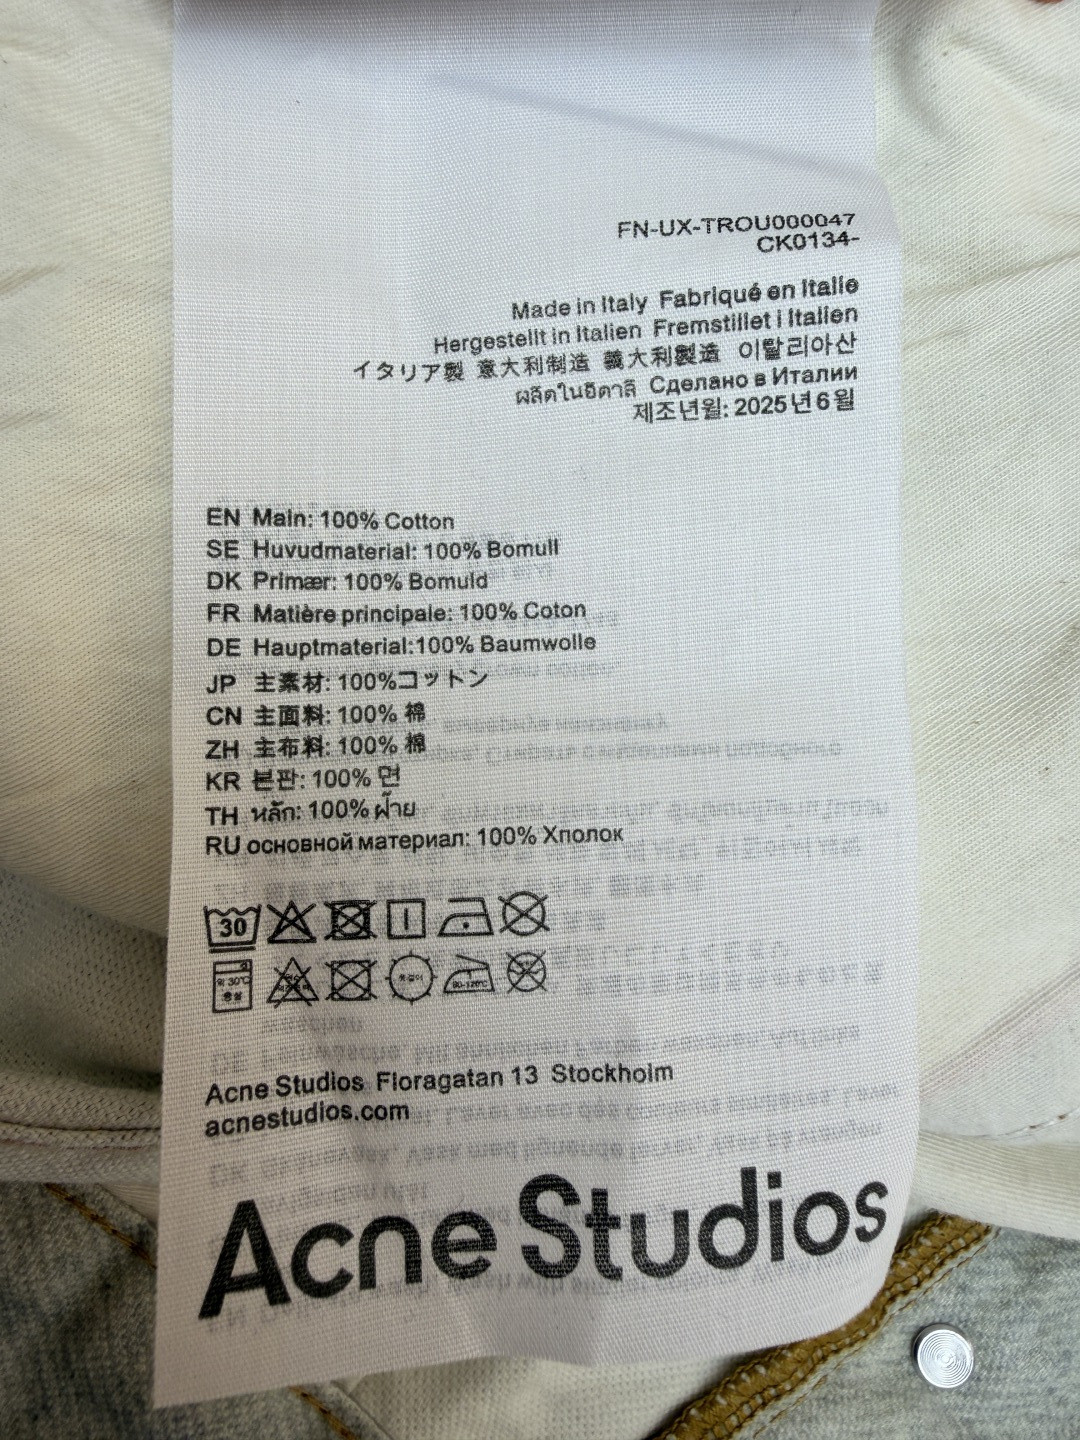 FN-UX-TROU000047
CK0134-
Made in Italy Fabriqué en Italie
Hergestellt in Italien Fremstillet i Italien
イタリア製 意大利制造 義大利製造 이탈리아산
ผลิตในอิตาลี Сделано в Италии
제조년월: 2025년 6월
EN Main: 100% Cotton
SE Huvudmaterial: 100% Bomull
DK Primær: 100% Bomuld
FR Matière principale: 100% Coton
DE Hauptmaterial:100% Baumwolle
JP 主素材: 100%コットン
CN 主面料: 100% 棉
ZH 主布料: 100% 棉
KR 본판: 100% 면
TH หลัก: 100% ฝ้าย
RU основной материал: 100% Хлопок
30
약 30℃
중성
80-120℃
Acne Studios Floragatan 13 Stockholm
acnestudios.com
Acne Studios